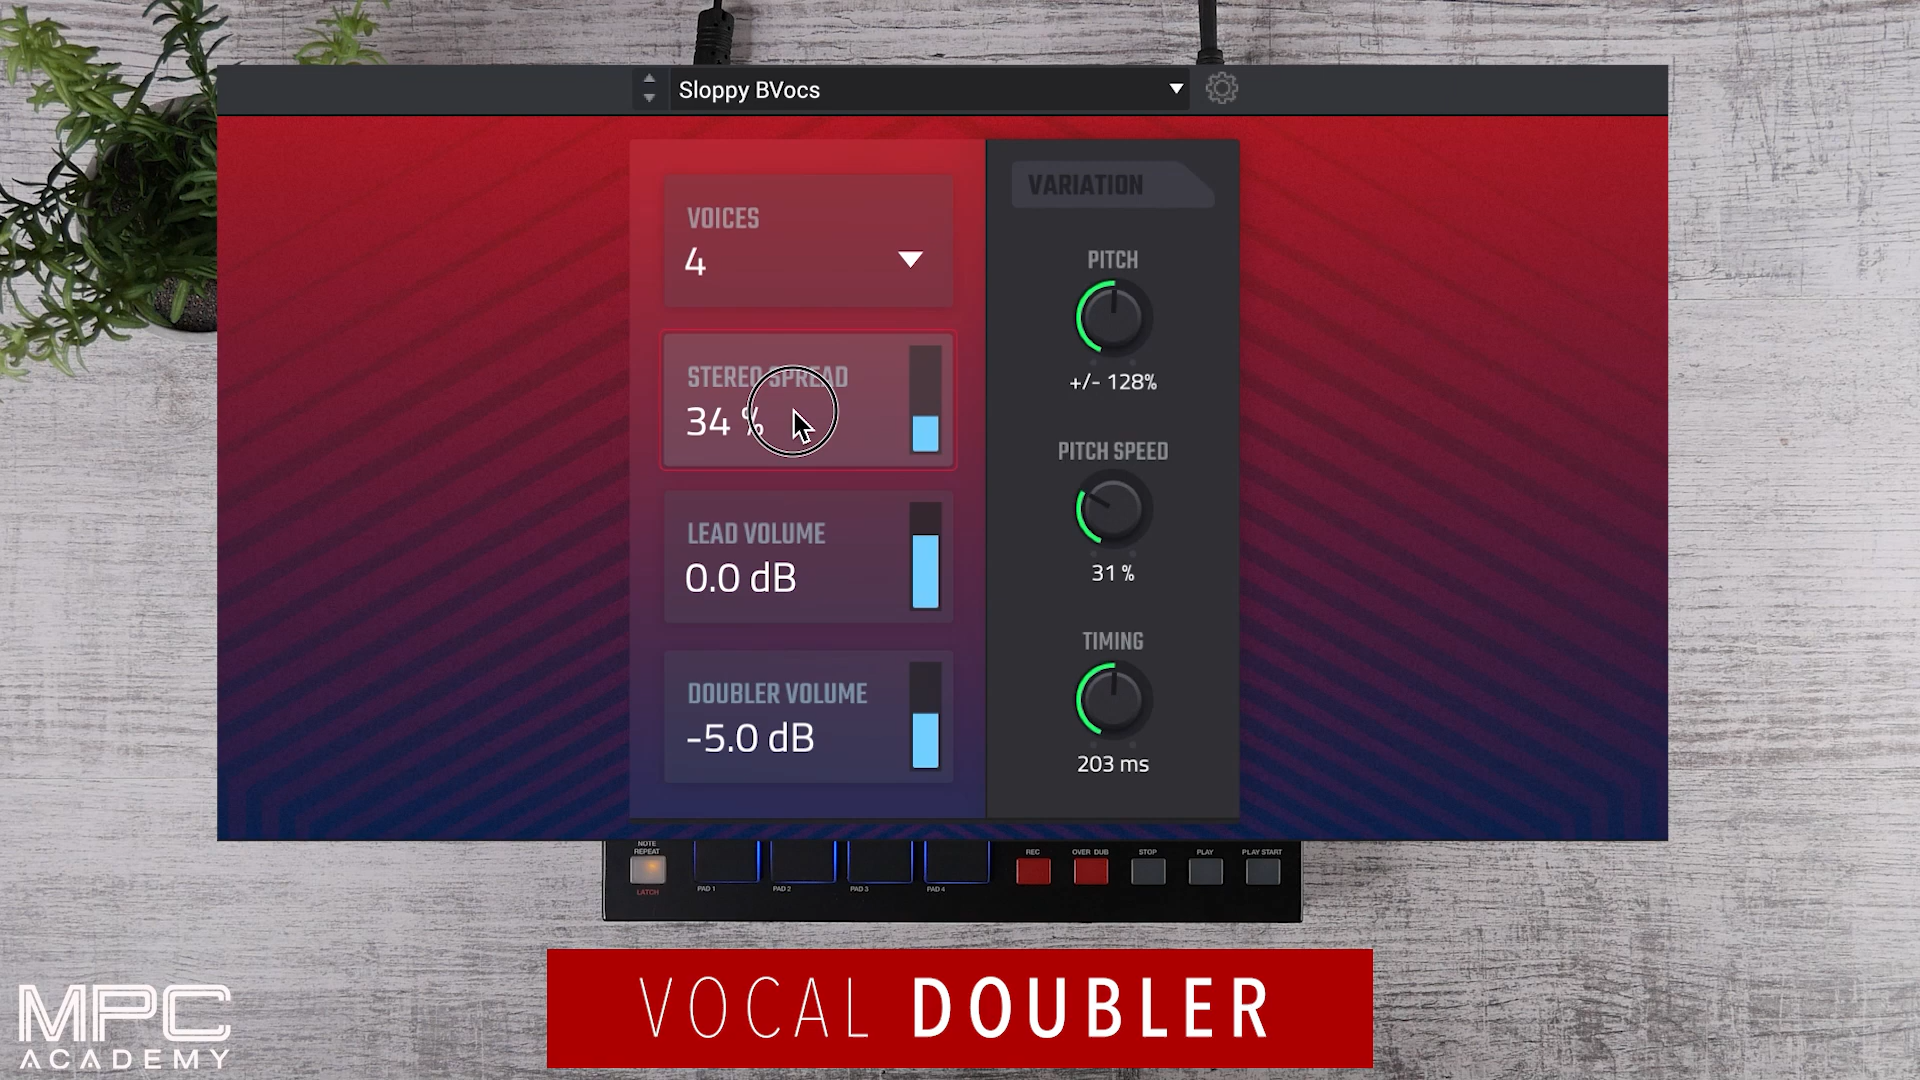 Sloppy BVocs
VOICES
4
STEREO SPREAD
34 %
LEAD VOLUME
0.0 dB
DOUBLER VOLUME
-5.0 dB
VARIATION
PITCH
+/- 128%
PITCH SPEED
31 %
TIMING
203 ms
NOTE
REPEAT
LATCH
PAD 1
PAD 2
PAD 3
PAD 4
REC
OVER DUB
STOP
PLAY
PLAY START
VOCAL DOUBLER
MPC
ACADEMY